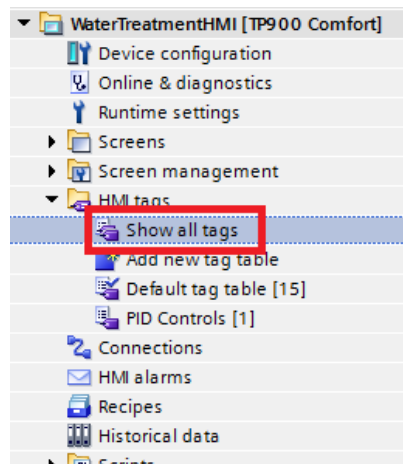 WaterTreatmentHMI [TP900 Comfort]
Device configuration
Online & diagnostics
Runtime settings
Screens
Screen management
HMI tags
Show all tags
Add new tag table
Default tag table [15]
PID Controls [1]
Connections
HMI alarms
Recipes
Historical data
Scripts